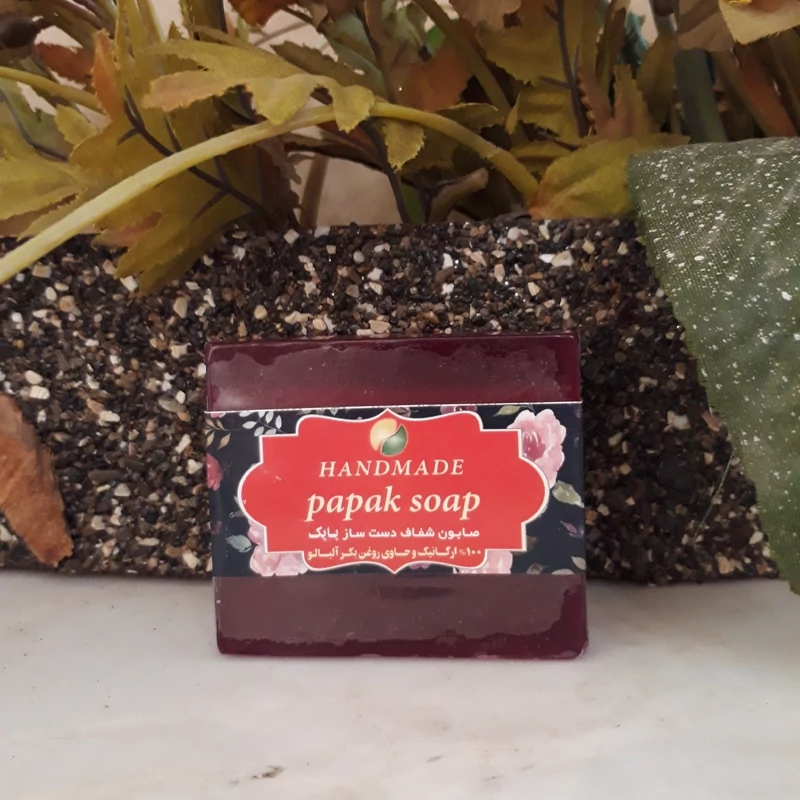 HANDMADE
papak soap
صابون شفاف دست ساز پاپک
۱۰۰% ارگانیک و حاوی روغن بکر آلبالو